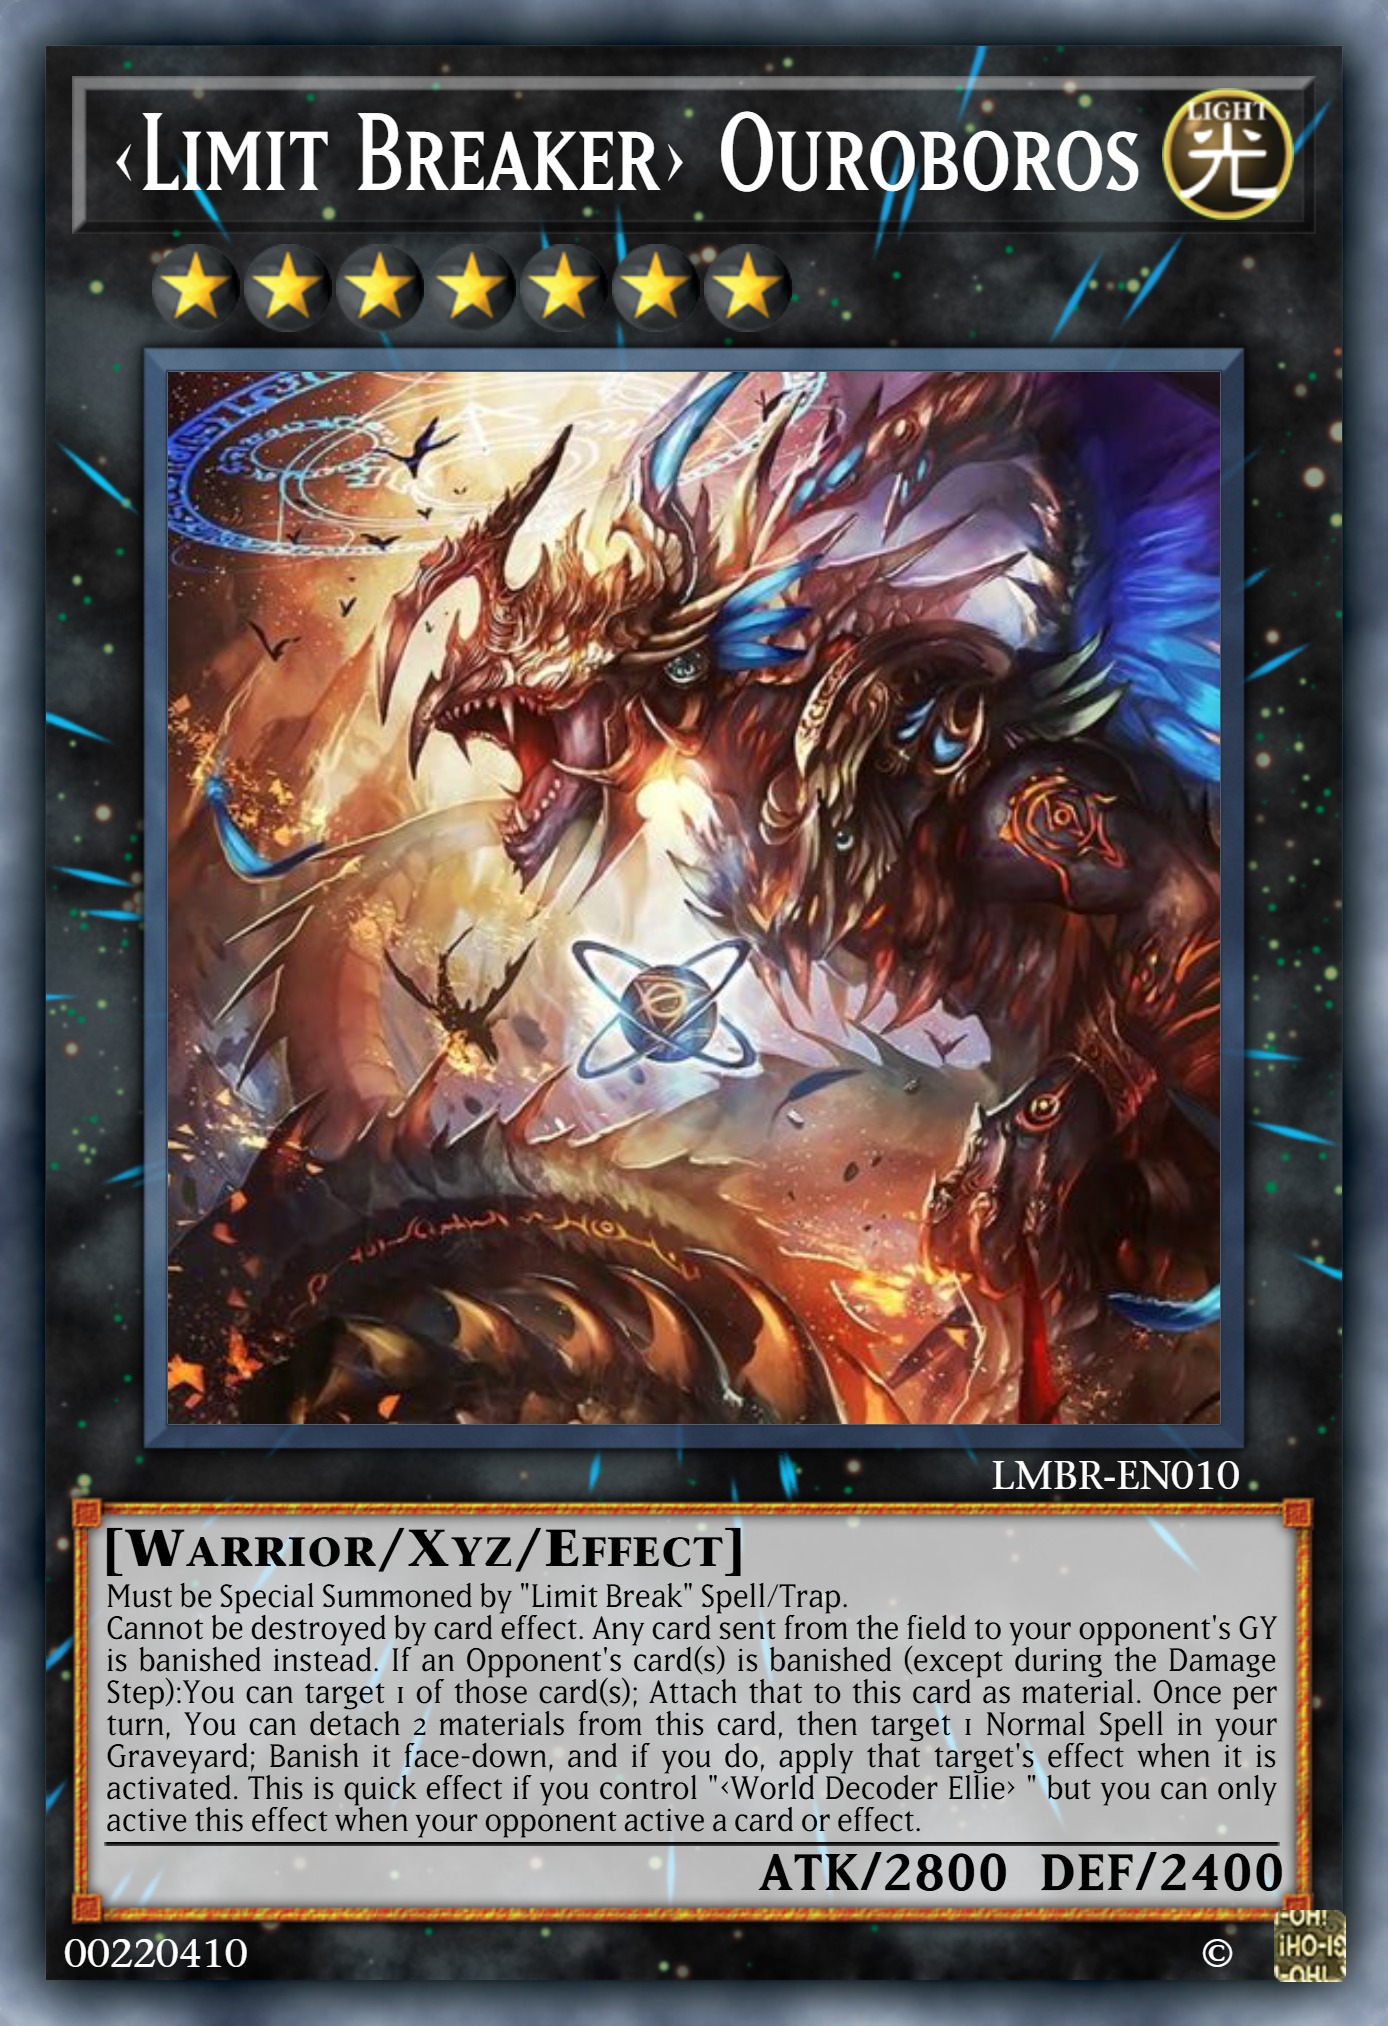 ‹Limit Breaker› Ouroboros
LIGHT
光
LMBR-EN010
[Warrior/Xyz/Effect]
Must be Special Summoned by "Limit Break" Spell/Trap.
Cannot be destroyed by card effect. Any card sent from the field to your opponent's GY
is banished instead. If an Opponent's card(s) is banished (except during the Damage
Step):You can target 1 of those card(s); Attach that to this card as material. Once per
turn, You can detach 2 materials from this card, then target 1 Normal Spell in your
Graveyard; Banish it face-down, and if you do, apply that target's effect when it is
activated. This is quick effect if you control "‹World Decoder Ellie› " but you can only
active this effect when your opponent active a card or effect.
ATK/2800 DEF/2400
00220410
©